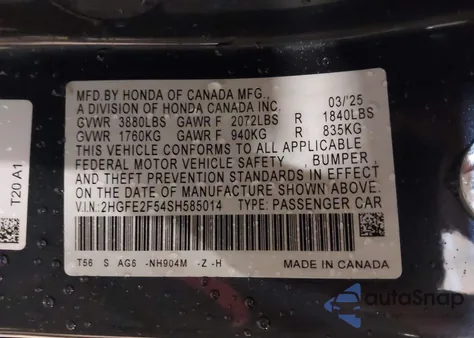 MFD.BY HONDA OF CANADA MFG.
A DIVISION OF HONDA CANADA INC. 03/'25
GVWR 3880LBS GAWR F 2072LBS R 1840LBS
GVWR 1760KG GAWR F 940KG R 835KG
THIS VEHICLE CONFORMS TO ALL APPLICABLE
FEDERAL MOTOR VEHICLE SAFETY , BUMPER ,
AND THEFT PREVENTION STANDARDS IN EFFECT ON THE
DATE OF MANUFACTURE SHOWN ABOVE.
V.I.N:2HGFE2F54SH585014 TYPE: PASSENGER CAR
T56 S AG6 -NH904M -Z -H MADE IN CANADA
T20 A1
autoSnap